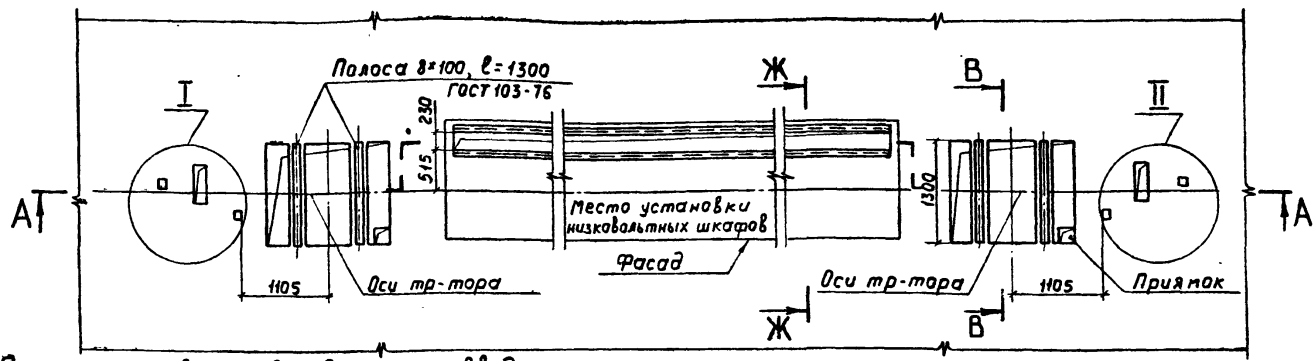 Полоса 8×100, ℓ=1300
ГОСТ 103-76
I
Ж
В
II
230
515
1300
А
А
Место установки
низковольтных шкафов
Фасад
Оси тр-тора
Оси тр-тора
Приямок
1105
1105
Ж
В